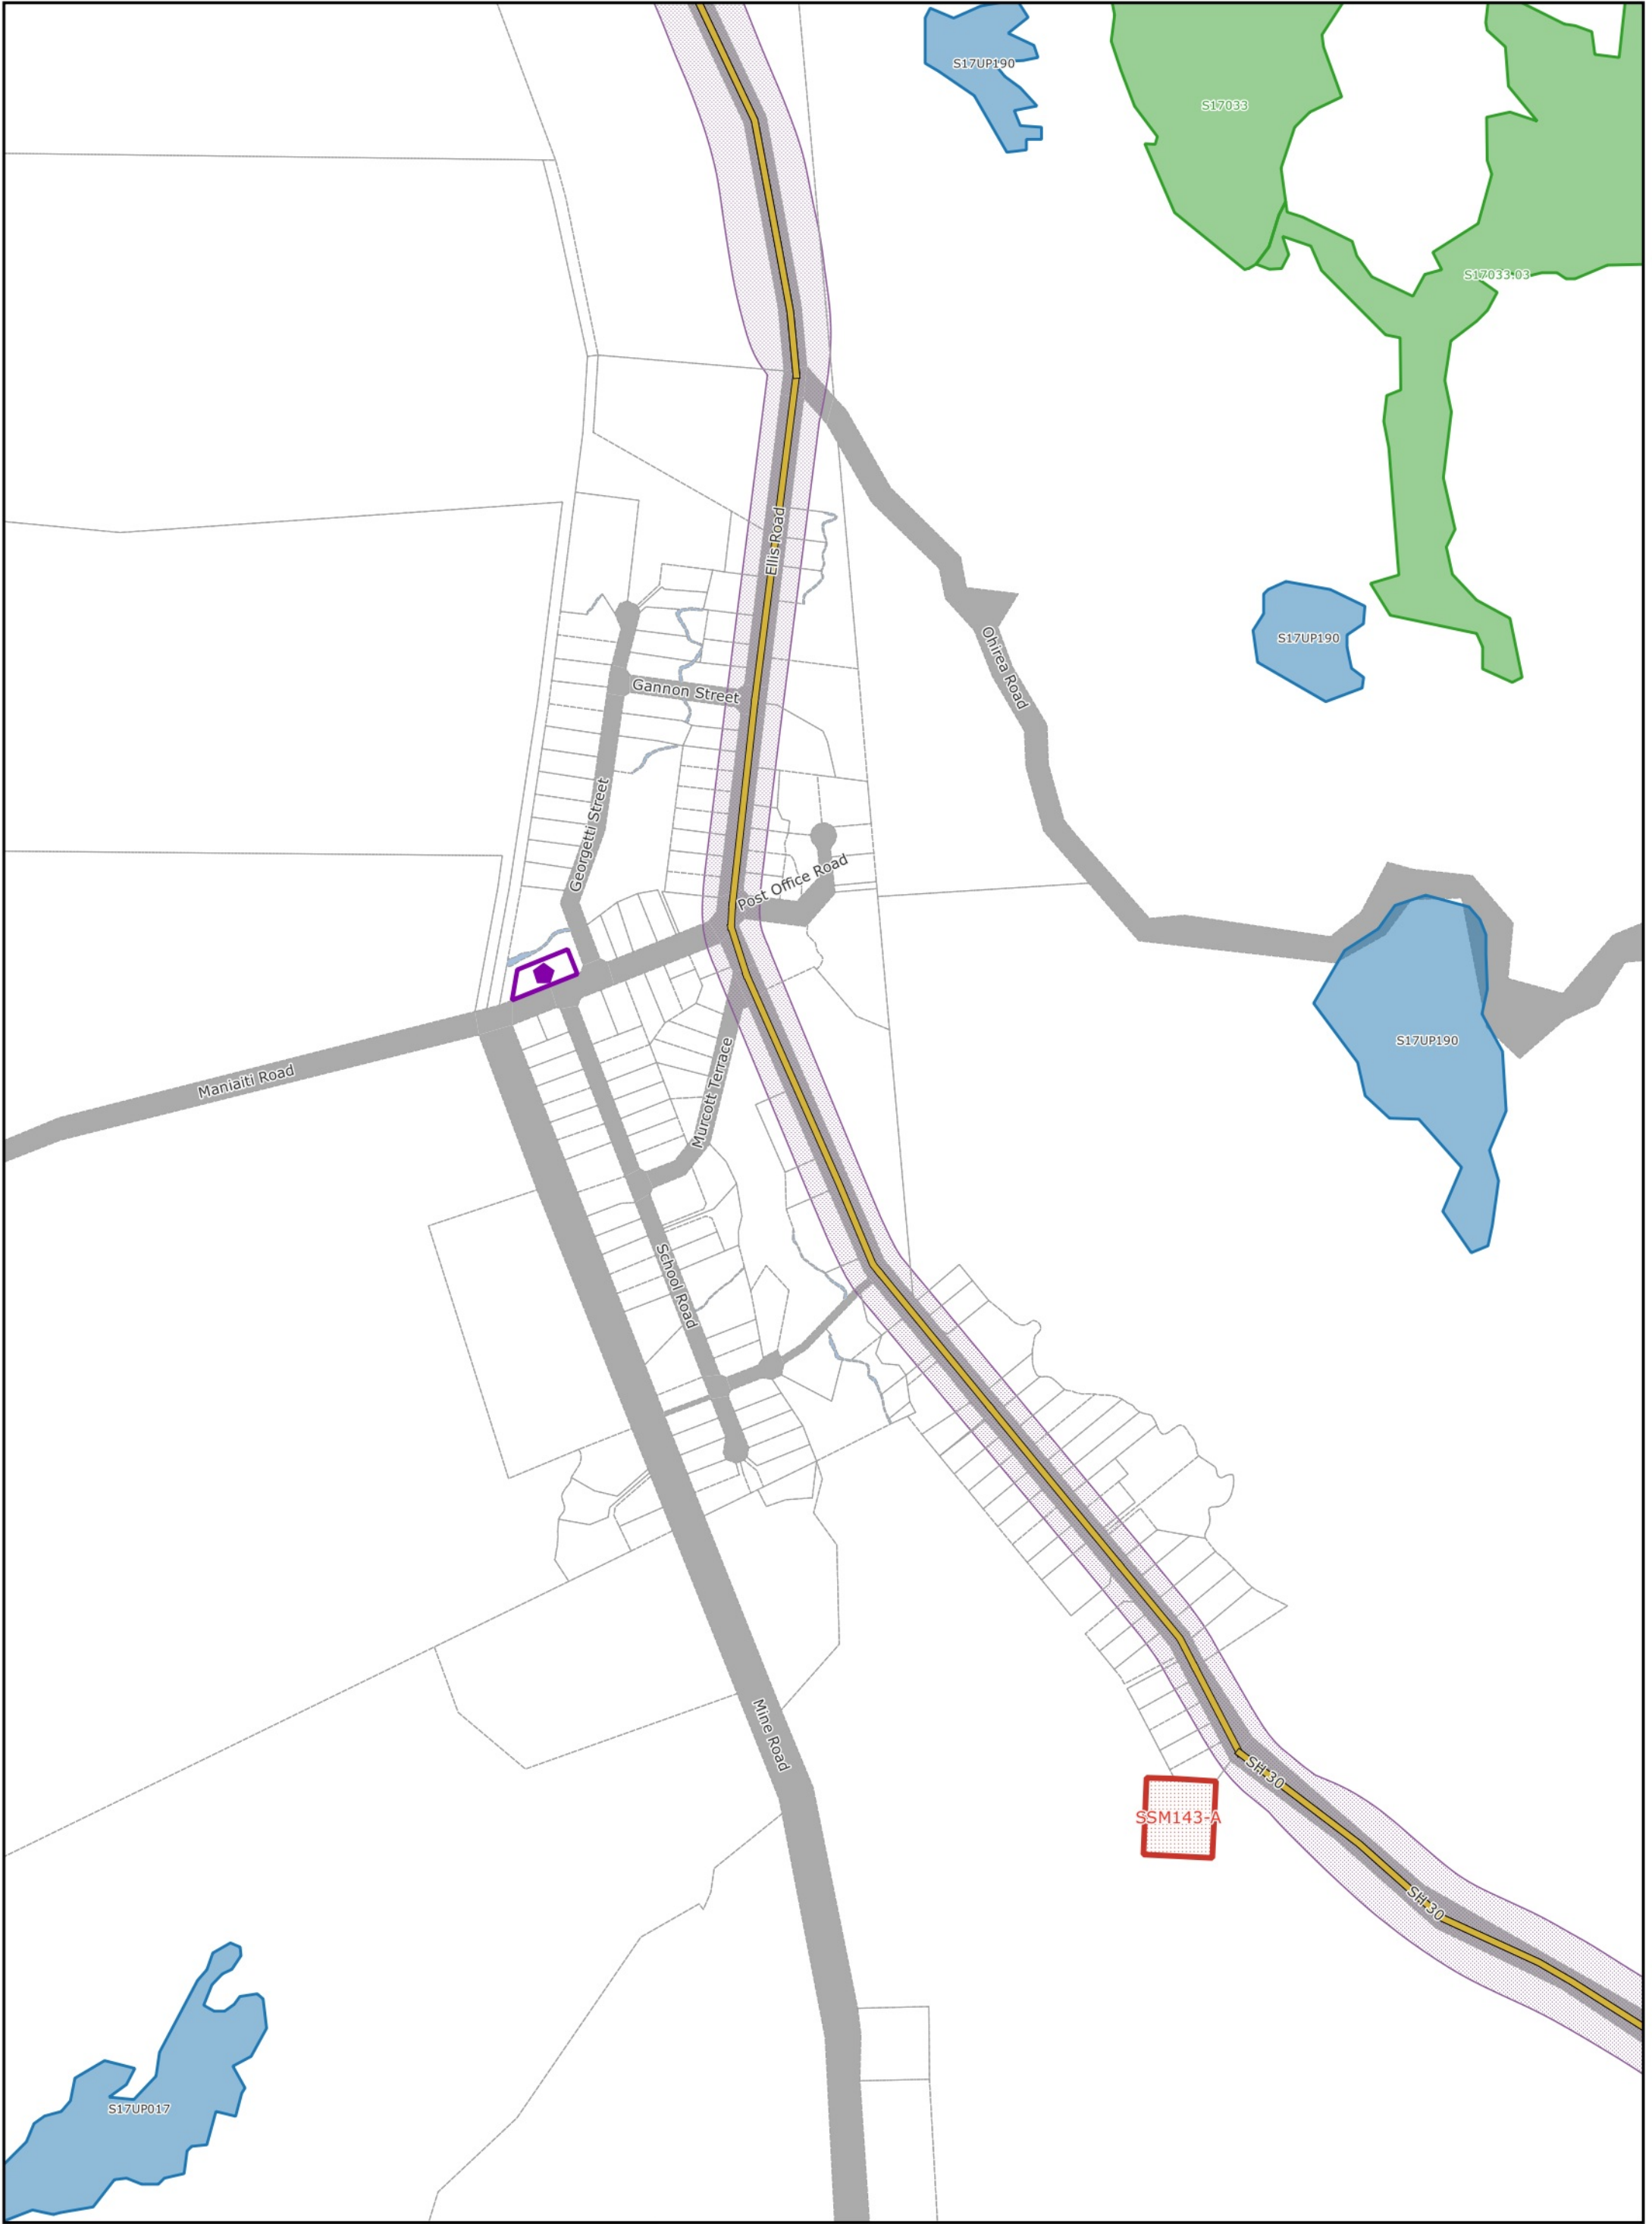 S17UP190
S17033
S17033.03
Ellis Road
S17UP190
Ohirea Road
Gannon Street
Georgetti Street
Post Office Road
S17UP190
Maniaiti Road
Murcott Terrace
School Road
Mine Road
SH 30
SSM143-A
SH 30
S17UP017